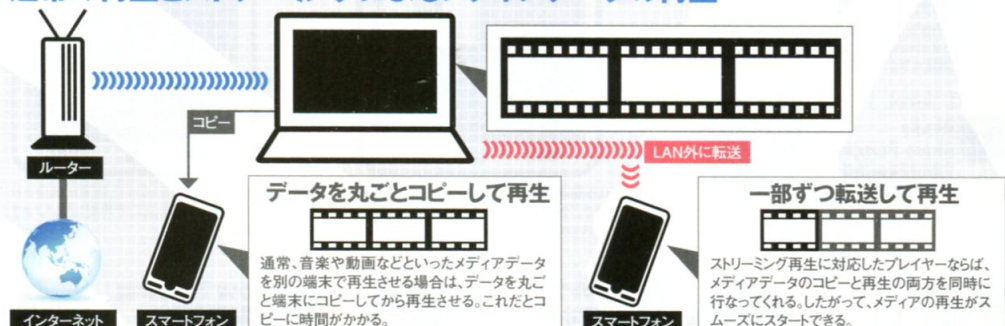 コピー
LAN外に転送
ルーター
データを丸ごとコピーして再生
通常、音楽や動画などといったメディアデータ
を別の端末で再生させる場合は、データを丸ご
と端末にコピーしてから再生させる。これだとコ
ピーに時間がかかる。
一部ずつ転送して再生
ストリーミング再生に対応したプレイヤーならば、
メディアデータのコピーと再生の両方を同時に
行なってくれる。したがって、メディアの再生がス
ムーズにスタートできる。
インターネット
スマートフォン
スマートフォン